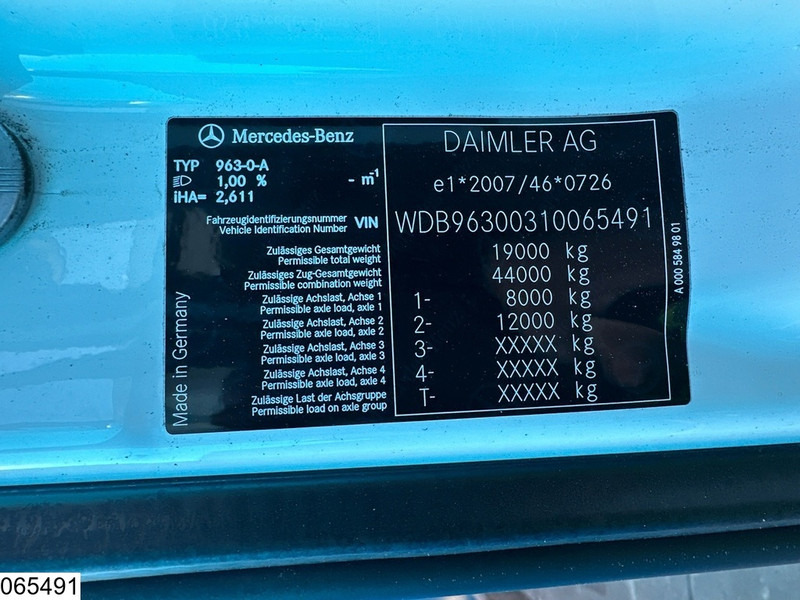 Mercedes-Benz
DAIMLER AG
TYP 963-0-A
1,00 % - m-1
iHA= 2,611
e1*2007/46*0726
Fahrzeugidentifizierungsnummer
Vehicle Identification Number VIN WDB96300310065491
Zulässiges Gesamtgewicht
Permissible total weight 19000 kg
Zulässiges Zug-Gesamtgewicht
Permissible combination weight 44000 kg
Zulässige Achslast, Achse 1
Permissible axle load, axle 1 1- 8000 kg
Zulässige Achslast, Achse 2
Permissible axle load, axle 2 2- 12000 kg
Zulässige Achslast, Achse 3
Permissible axle load, axle 3 3- XXXXX kg
Zulässige Achslast, Achse 4
Permissible axle load, axle 4 4- XXXXX kg
Zulässige Last der Achsgruppe
Permissible load on axle group T- XXXXX kg
Made in Germany
A 000 584 98 01
065491